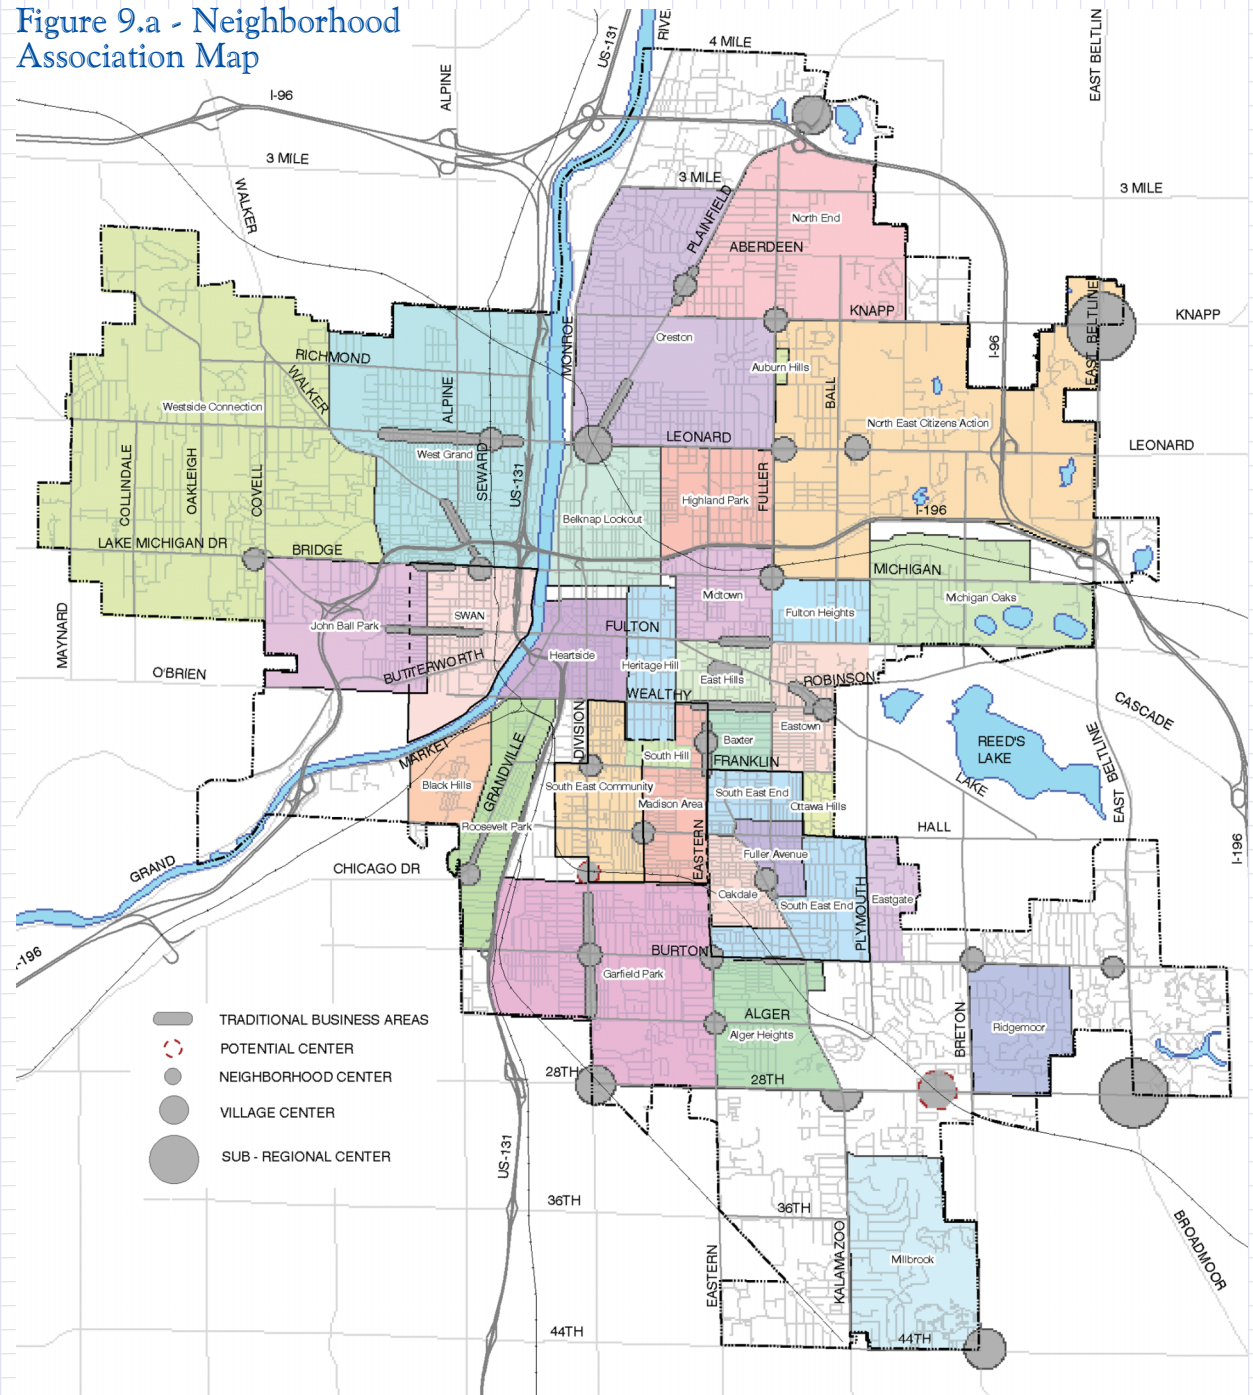 Figure 9.a - Neighborhood
Association Map
US-131
RIVE
4 MILE
EAST BELTLIN
ALPINE
I-96
3 MILE
WALKER
3 MILE
3 MILE
PLAINFIELD
North End
ABERDEEN
KNAPP
KNAPP
EAST BELTLINE
MONROE
Creston
I-96
RICHMOND
WALKER
Auburn Hills
BALL
ALPINE
Westside Connection
North East Citizens Action
LEONARD
LEONARD
West Grand
SEWARD
US-131
COLLINDALE
OAKLEIGH
COVELL
FULLER
Highland Park
I-196
Belknap Lookout
LAKE MICHIGAN DR
BRIDGE
MICHIGAN
Midtown
Michigan Oaks
SWAN
Fulton Heights
MAYNARD
John Ball Park
FULTON
Heartside
Heritage Hill
O'BRIEN
BUTTERWORTH
East Hills
ROBINSON
WEALTHY
CASCADE
DIVISION
Eastown
REED'S
LAKE
MARKET
GRANDVILLE
Baxter
South Hill
FRANKLIN
EAST BELTLINE
Black Hills
South East Community
South East End
LAKE
Madison Area
Ottawa Hills
Roosevelt Park
HALL
EASTERN
Fuller Avenue
I-196
GRAND
CHICAGO DR
Oakdale
South East End
PLYMOUTH
Eastgate
BURTON
I-196
Garfield Park
ALGER
Alger Heights
BRETON
Ridgemoor
TRADITIONAL BUSINESS AREAS
POTENTIAL CENTER
NEIGHBORHOOD CENTER
28TH
28TH
VILLAGE CENTER
SUB - REGIONAL CENTER
US-131
36TH
36TH
BROADMOOR
EASTERN
KALAMAZOO
Millbrook
44TH
44TH